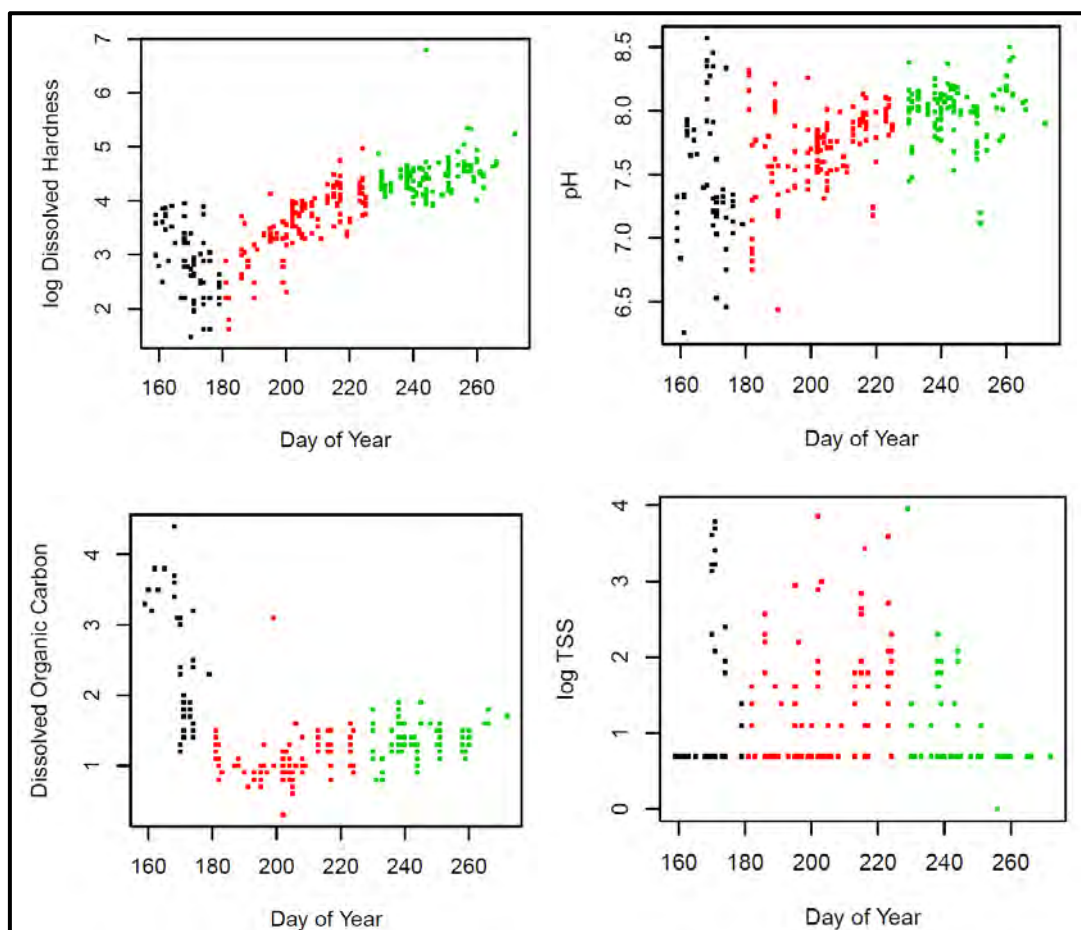 log Dissolved Hardness
7
6
5
4
3
2
160 180 200 220 240 260
Day of Year
pH
8.5
8.0
7.5
7.0
6.5
160 180 200 220 240 260
Day of Year
Dissolved Organic Carbon
4
3
2
1
160 180 200 220 240 260
Day of Year
log TSS
4
3
2
1
0
160 180 200 220 240 260
Day of Year